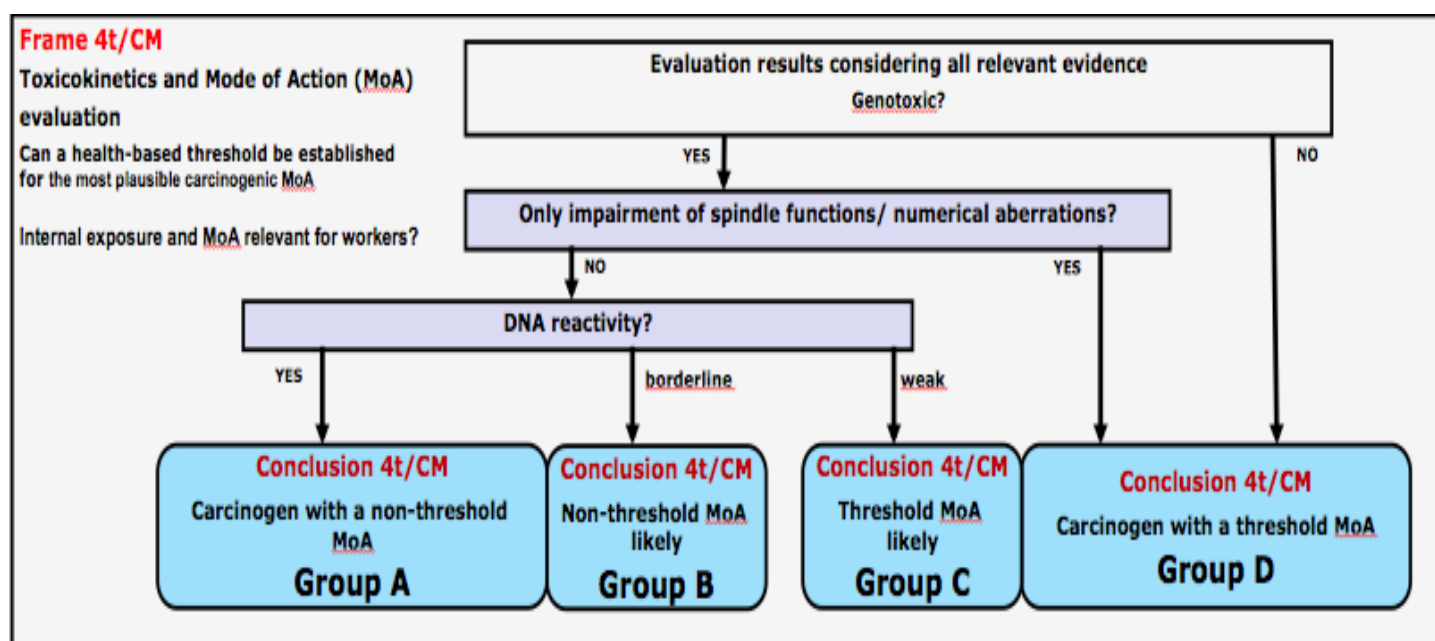 Frame 4t/CM
Toxicokinetics and Mode of Action (MoA)
evaluation
Can a health-based threshold be established
for the most plausible carcinogenic MoA
Internal exposure and MoA relevant for workers?
Evaluation results considering all relevant evidence
Genotoxic?
YES
NO
Only impairment of spindle functions/ numerical aberrations?
NO
YES
DNA reactivity?
YES
borderline
weak
Conclusion 4t/CM
Carcinogen with a non-threshold
MoA
Group A
Conclusion 4t/CM
Non-threshold MoA
likely
Group B
Conclusion 4t/CM
Threshold MoA
likely
Group C
Conclusion 4t/CM
Carcinogen with a threshold MoA
Group D